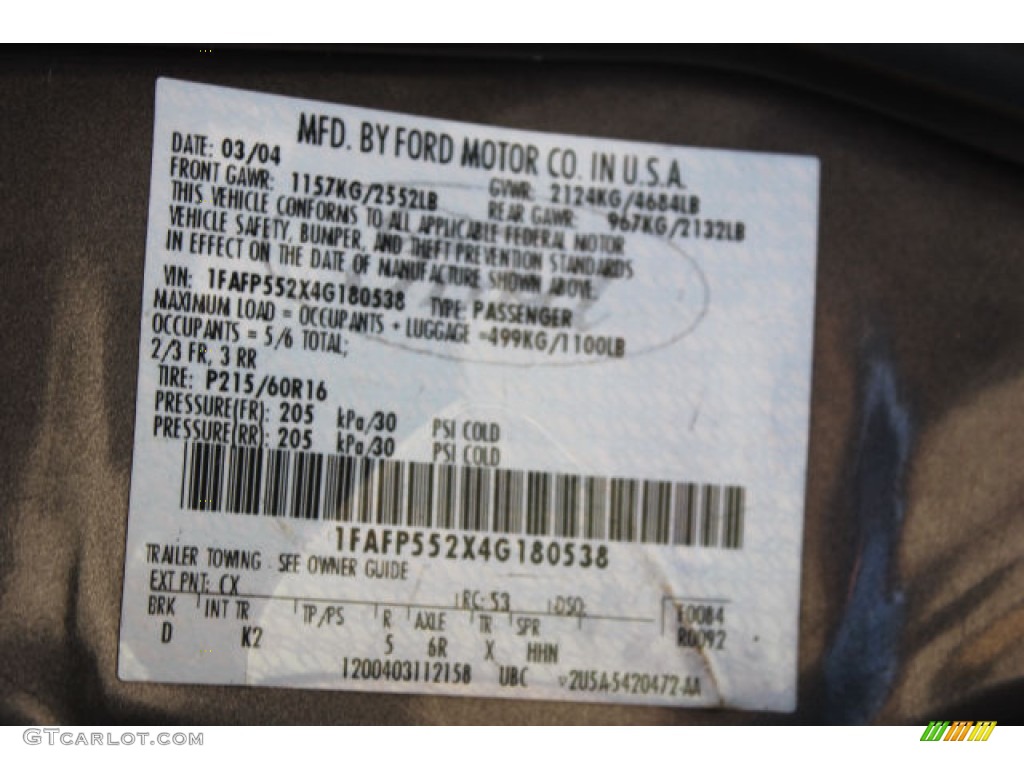 MFD. BY FORD MOTOR CO. IN U.S.A.
DATE: 03/04 GVWR: 2124KG/4684LB
FRONT GAWR: 1157KG/2552LB REAR GAWR: 967KG/2132LB
THIS VEHICLE CONFORMS TO ALL APPLICABLE FEDERAL MOTOR
VEHICLE SAFETY, BUMPER, AND THEFT PREVENTION STANDARDS
IN EFFECT ON THE DATE OF MANUFACTURE SHOWN ABOVE.
VIN: 1FAFP552X4G180538 TYPE: PASSENGER
MAXIMUM LOAD = OCCUPANTS + LUGGAGE =499KG/1100LB
OCCUPANTS = 5/6 TOTAL;
2/3 FR, 3 RR
TIRE: P215/60R16
PRESSURE(FR): 205 kPa/30 PSI COLD
PRESSURE(RR): 205 kPa/30 PSI COLD
1FAFP552X4G180538
TRAILER TOWING - SEE OWNER GUIDE
EXT PNT: CX RC: 53 DSO: F0084
BRK INT TR TP/PS R AXLE TR SPR R0092
D K2 5 6R X HHN
1200403112158 UBC 2U5A-5420472-AA
GTCarLot.com